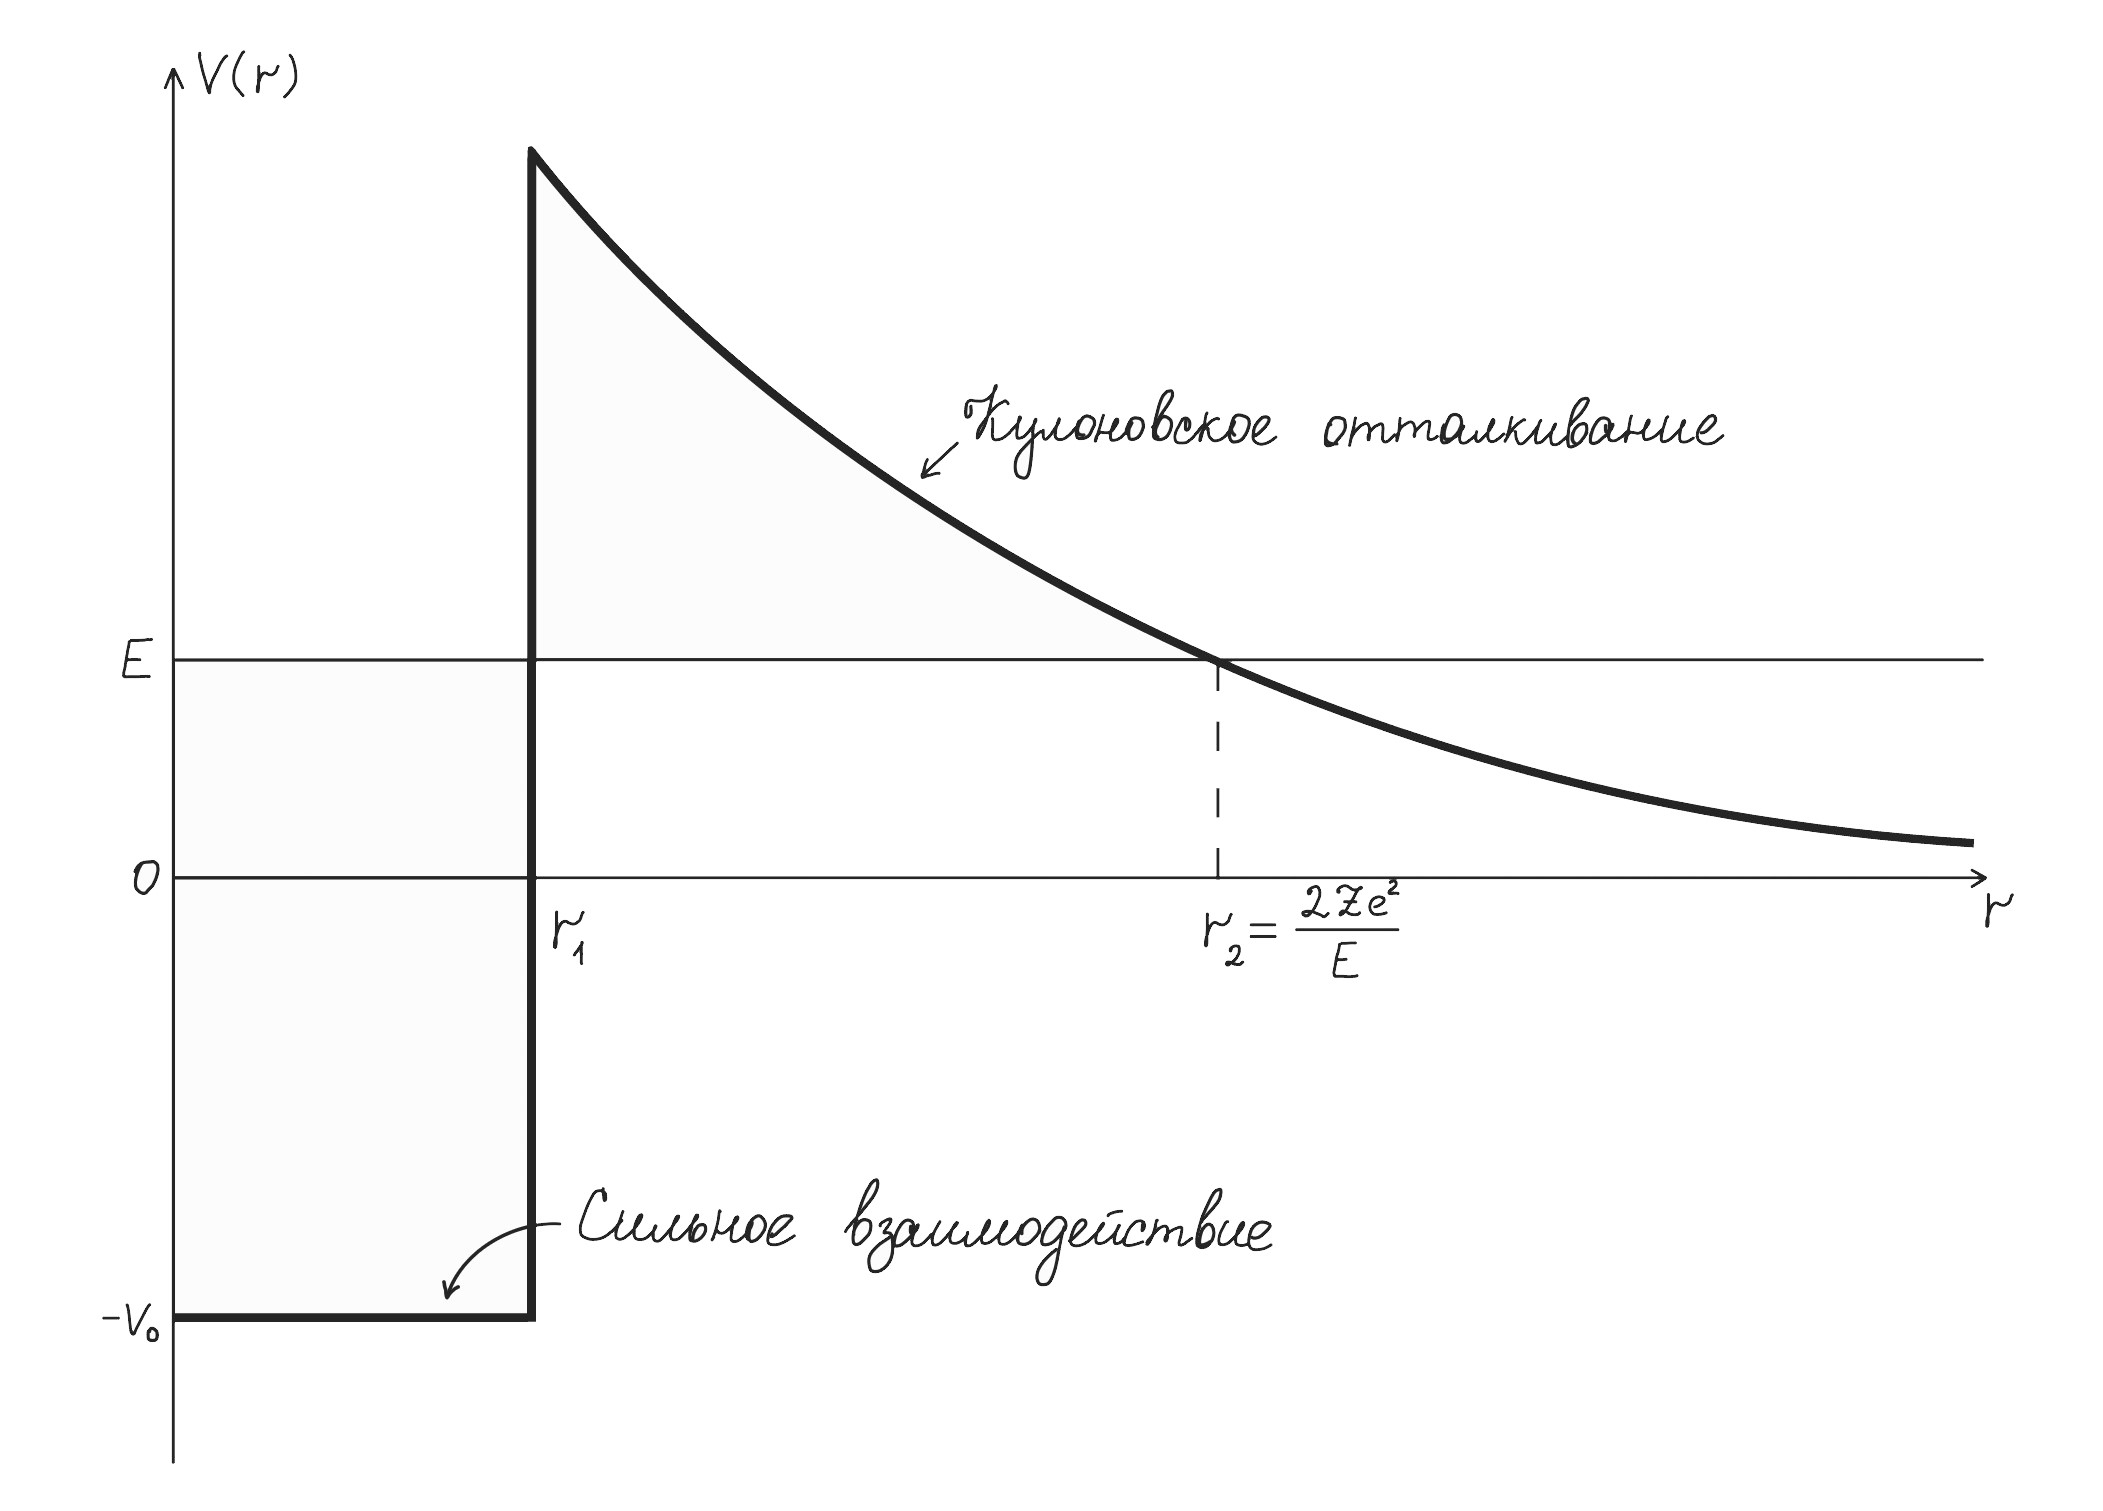 V(r)
Кулоновское отталкивание
E
0
r₁
r₂ = 2Ze²/E
r
Сильное взаимодействие
-V₀